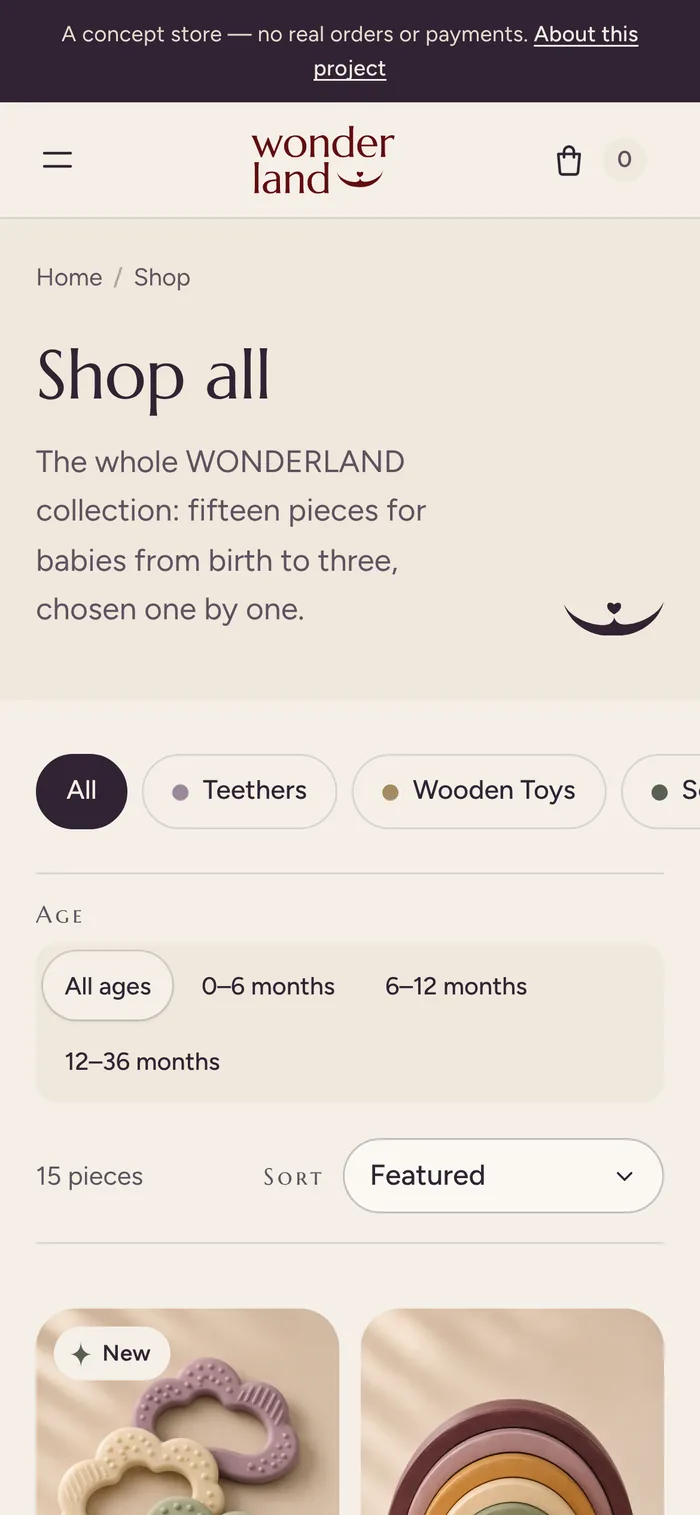 A concept store — no real orders or payments. About this
project
wonder
land
0
Home / Shop
Shop all
The whole WONDERLAND
collection: fifteen pieces for
babies from birth to three,
chosen one by one.
All
Teethers
Wooden Toys
Age
All ages
0–6 months
6–12 months
12–36 months
15 pieces
Sort
Featured
New